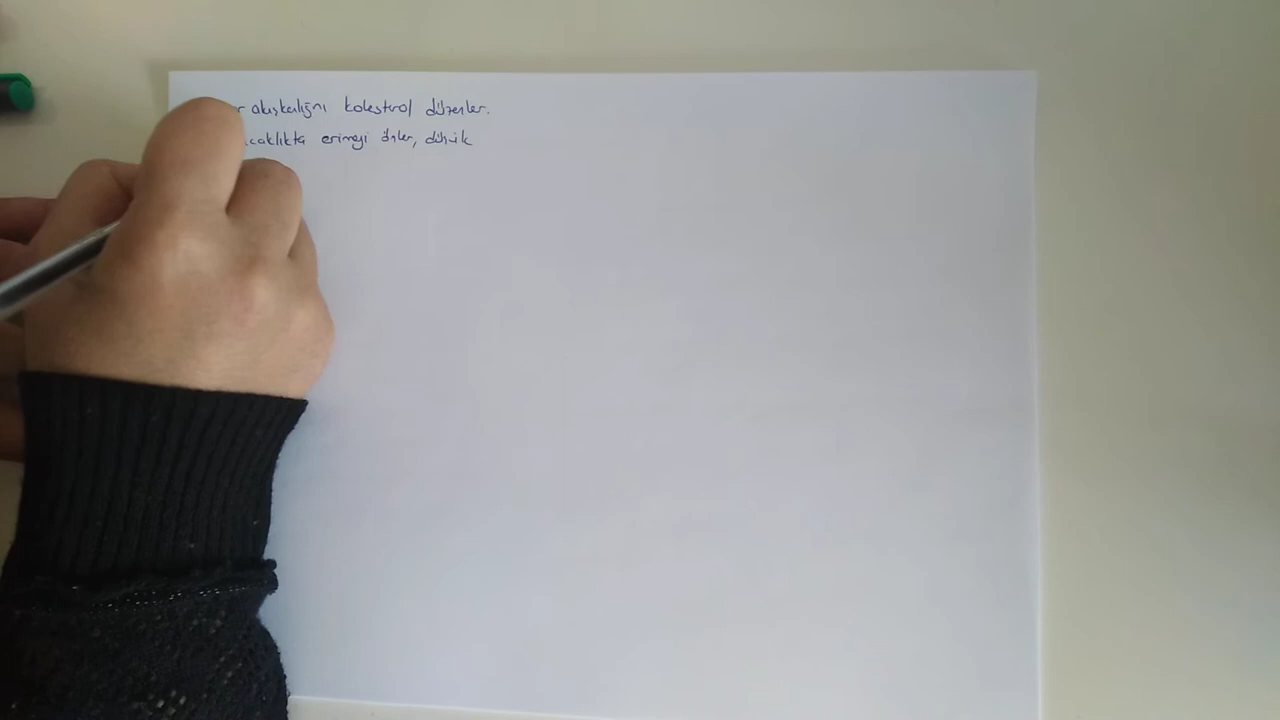 akışkanlığını kolestrol düzenler.
erimeyi önler, düşük